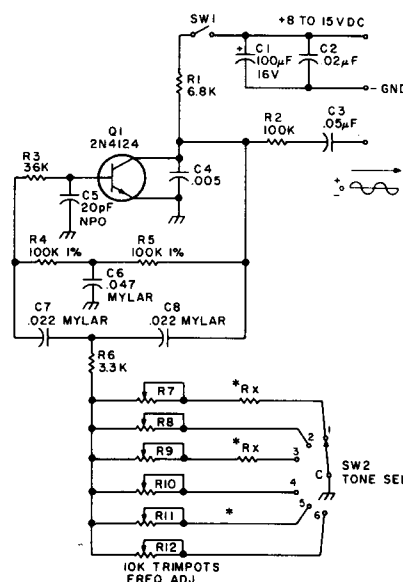 SW1
+8 TO 15V DC
+
C1
100µF
16V
C2
.02µF
- GND
R1
6.8K
Q1
2N4124
R2
100K
C3
.05µF
R3
36K
C4
.005
C5
20pF
NPO
+
o
-
R4
100K 1%
R5
100K 1%
C6
.047
MYLAR
C7
.022 MYLAR
C8
.022 MYLAR
R6
3.3K
R7
*Rx
R8
R9
*Rx
R10
R11
*
R12
1
2
3
4
5
6
C
SW2
TONE SEL
10K TRIMPOTS
FREQ ADJ